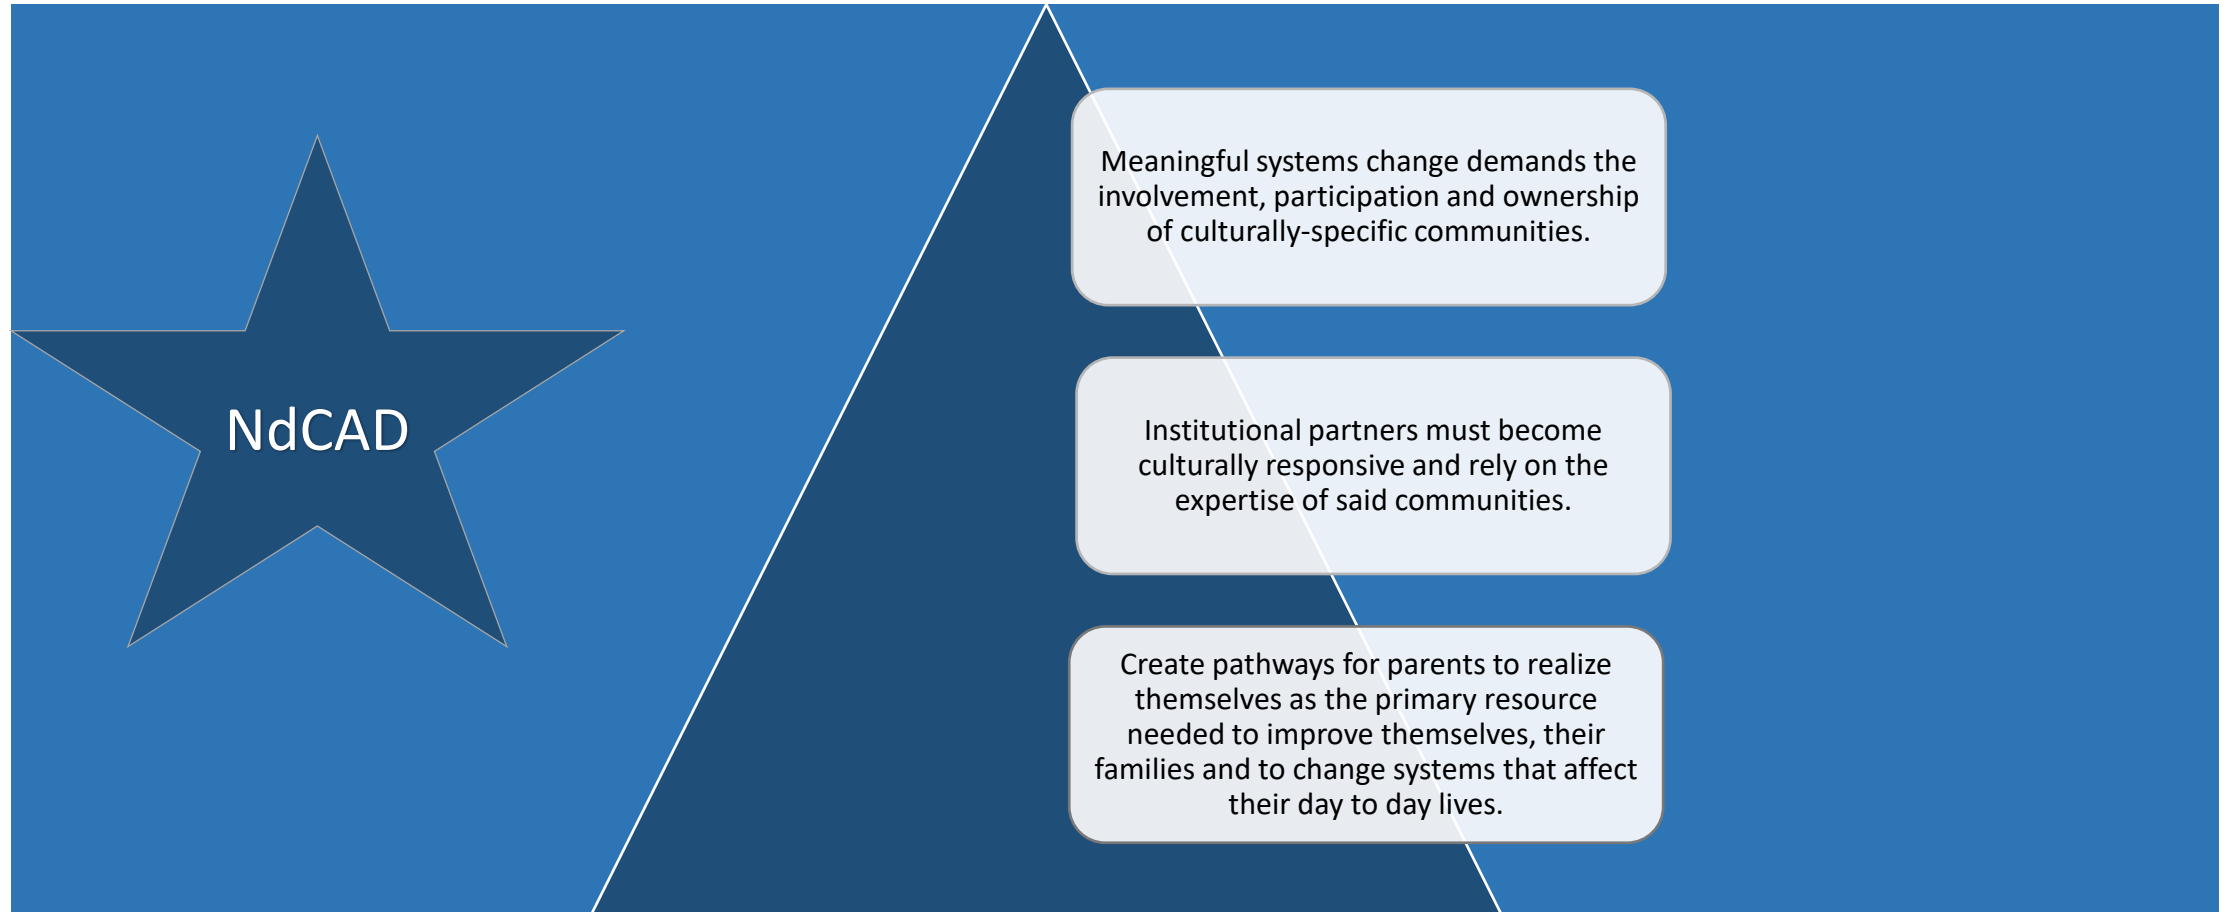 NdCAD
Meaningful systems change demands the
involvement, participation and ownership
of culturally-specific communities.
Institutional partners must become
culturally responsive and rely on the
expertise of said communities.
Create pathways for parents to realize
themselves as the primary resource
needed to improve themselves, their
families and to change systems that affect
their day to day lives.